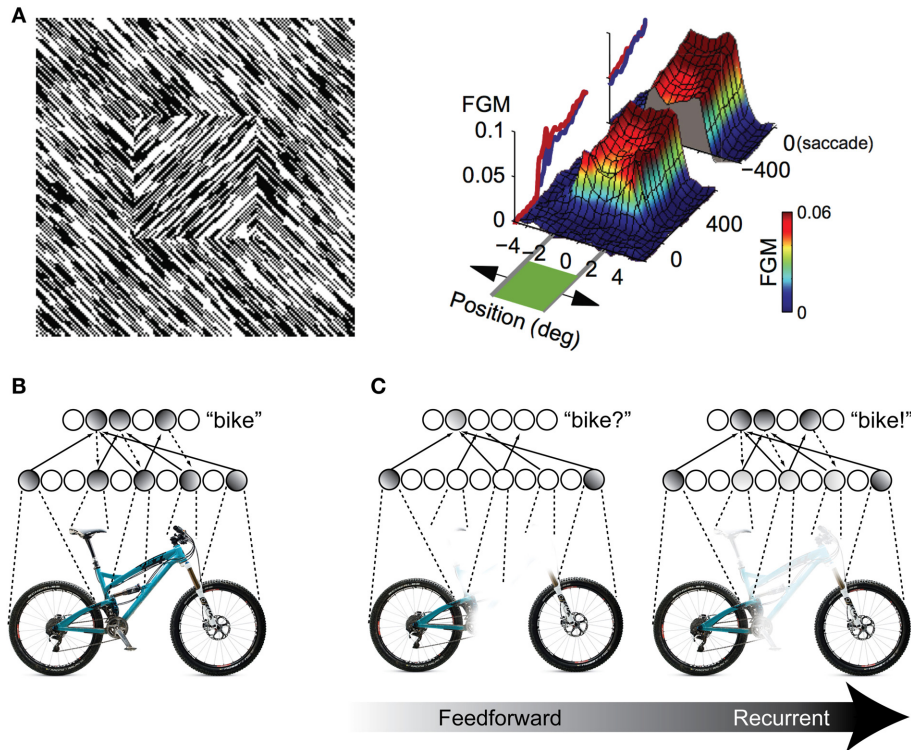 A
FGM
0.1
0.05
0
−4
−2
0
2
4
Position (deg)
0
400
−400
0 (saccade)
0.06
FGM
0
B
"bike"
C
"bike?"
"bike!"
Feedforward
Recurrent